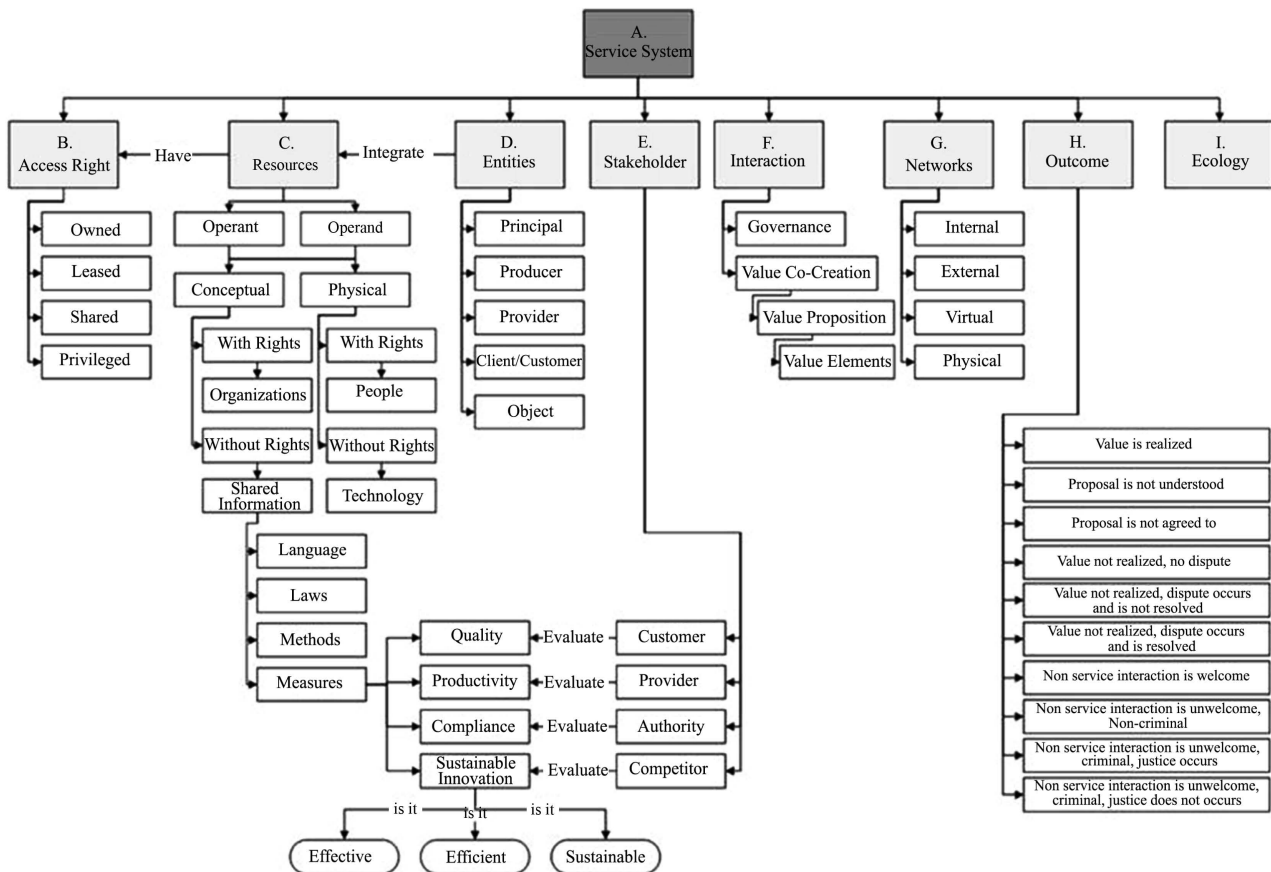 A.
Service System
B.
Access Right
Have
C.
Resources
Integrate
D.
Entities
E.
Stakeholder
F.
Interaction
G.
Networks
H.
Outcome
I.
Ecology
Owned
Leased
Shared
Privileged
Operant
Operand
Conceptual
Physical
With Rights
With Rights
Organizations
People
Without Rights
Without Rights
Shared
Information
Technology
Language
Laws
Methods
Measures
Principal
Producer
Provider
Client/Customer
Object
Governance
Value Co-Creation
Value Proposition
Value Elements
Internal
External
Virtual
Physical
Quality
Evaluate
Customer
Productivity
Evaluate
Provider
Compliance
Evaluate
Authority
Sustainable
Innovation
Evaluate
Competitor
is it
is it
is it
Effective
Efficient
Sustainable
Value is realized
Proposal is not understood
Proposal is not agreed to
Value not realized, no dispute
Value not realized, dispute occurs
and is not resolved
Value not realized, dispute occurs
and is resolved
Non service interaction is welcome
Non service interaction is unwelcome,
Non-criminal
Non service interaction is unwelcome,
criminal, justice occurs
Non service interaction is unwelcome,
criminal, justice does not occurs